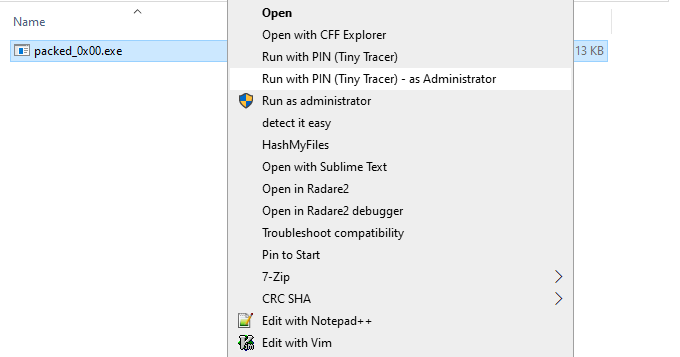 Name
packed_0x00.exe
13 KB
Open
Open with CFF Explorer
Run with PIN (Tiny Tracer)
Run with PIN (Tiny Tracer) - as Administrator
Run as administrator
detect it easy
HashMyFiles
Open with Sublime Text
Open in Radare2
Open in Radare2 debugger
Troubleshoot compatibility
Pin to Start
7-Zip
CRC SHA
Edit with Notepad++
Edit with Vim